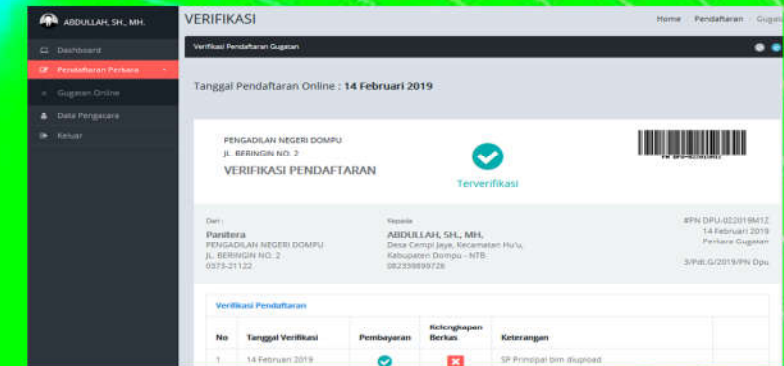 ABDULLAH, SH., MH.
VERIFIKASI
Home Pendaftaran Gugata
Dashboard
Verifikasi Pendaftaran Gugatan
Pendaftaran Perkara
Gugatan Online
Tanggal Pendaftaran Online : 14 Februari 2019
Data Pengacara
Keluar
PENGADILAN NEGERI DOMPU
JL. BERINGIN NO. 2
VERIFIKASI PENDAFTARAN
Terverifikasi
Dari :
Panitera
PENGADILAN NEGERI DOMPU
JL. BERINGIN NO. 2
0373-21122
Kepada
ABDULLAH, SH., MH.
Desa Cempi Jaya, Kecamatan Hu'u,
Kabupaten Dompu - NTB
082339899728
#PN DPU-022019M1Z
14 Februari 2019
Perkara Gugatan
3/Pdt.G/2019/PN Dpu
Verifikasi Pendaftaran
No Tanggal Verifikasi Pembayaran Kelengkapan Berkas Keterangan
1 14 Februari 2019 SP Prinsipal blm diupload